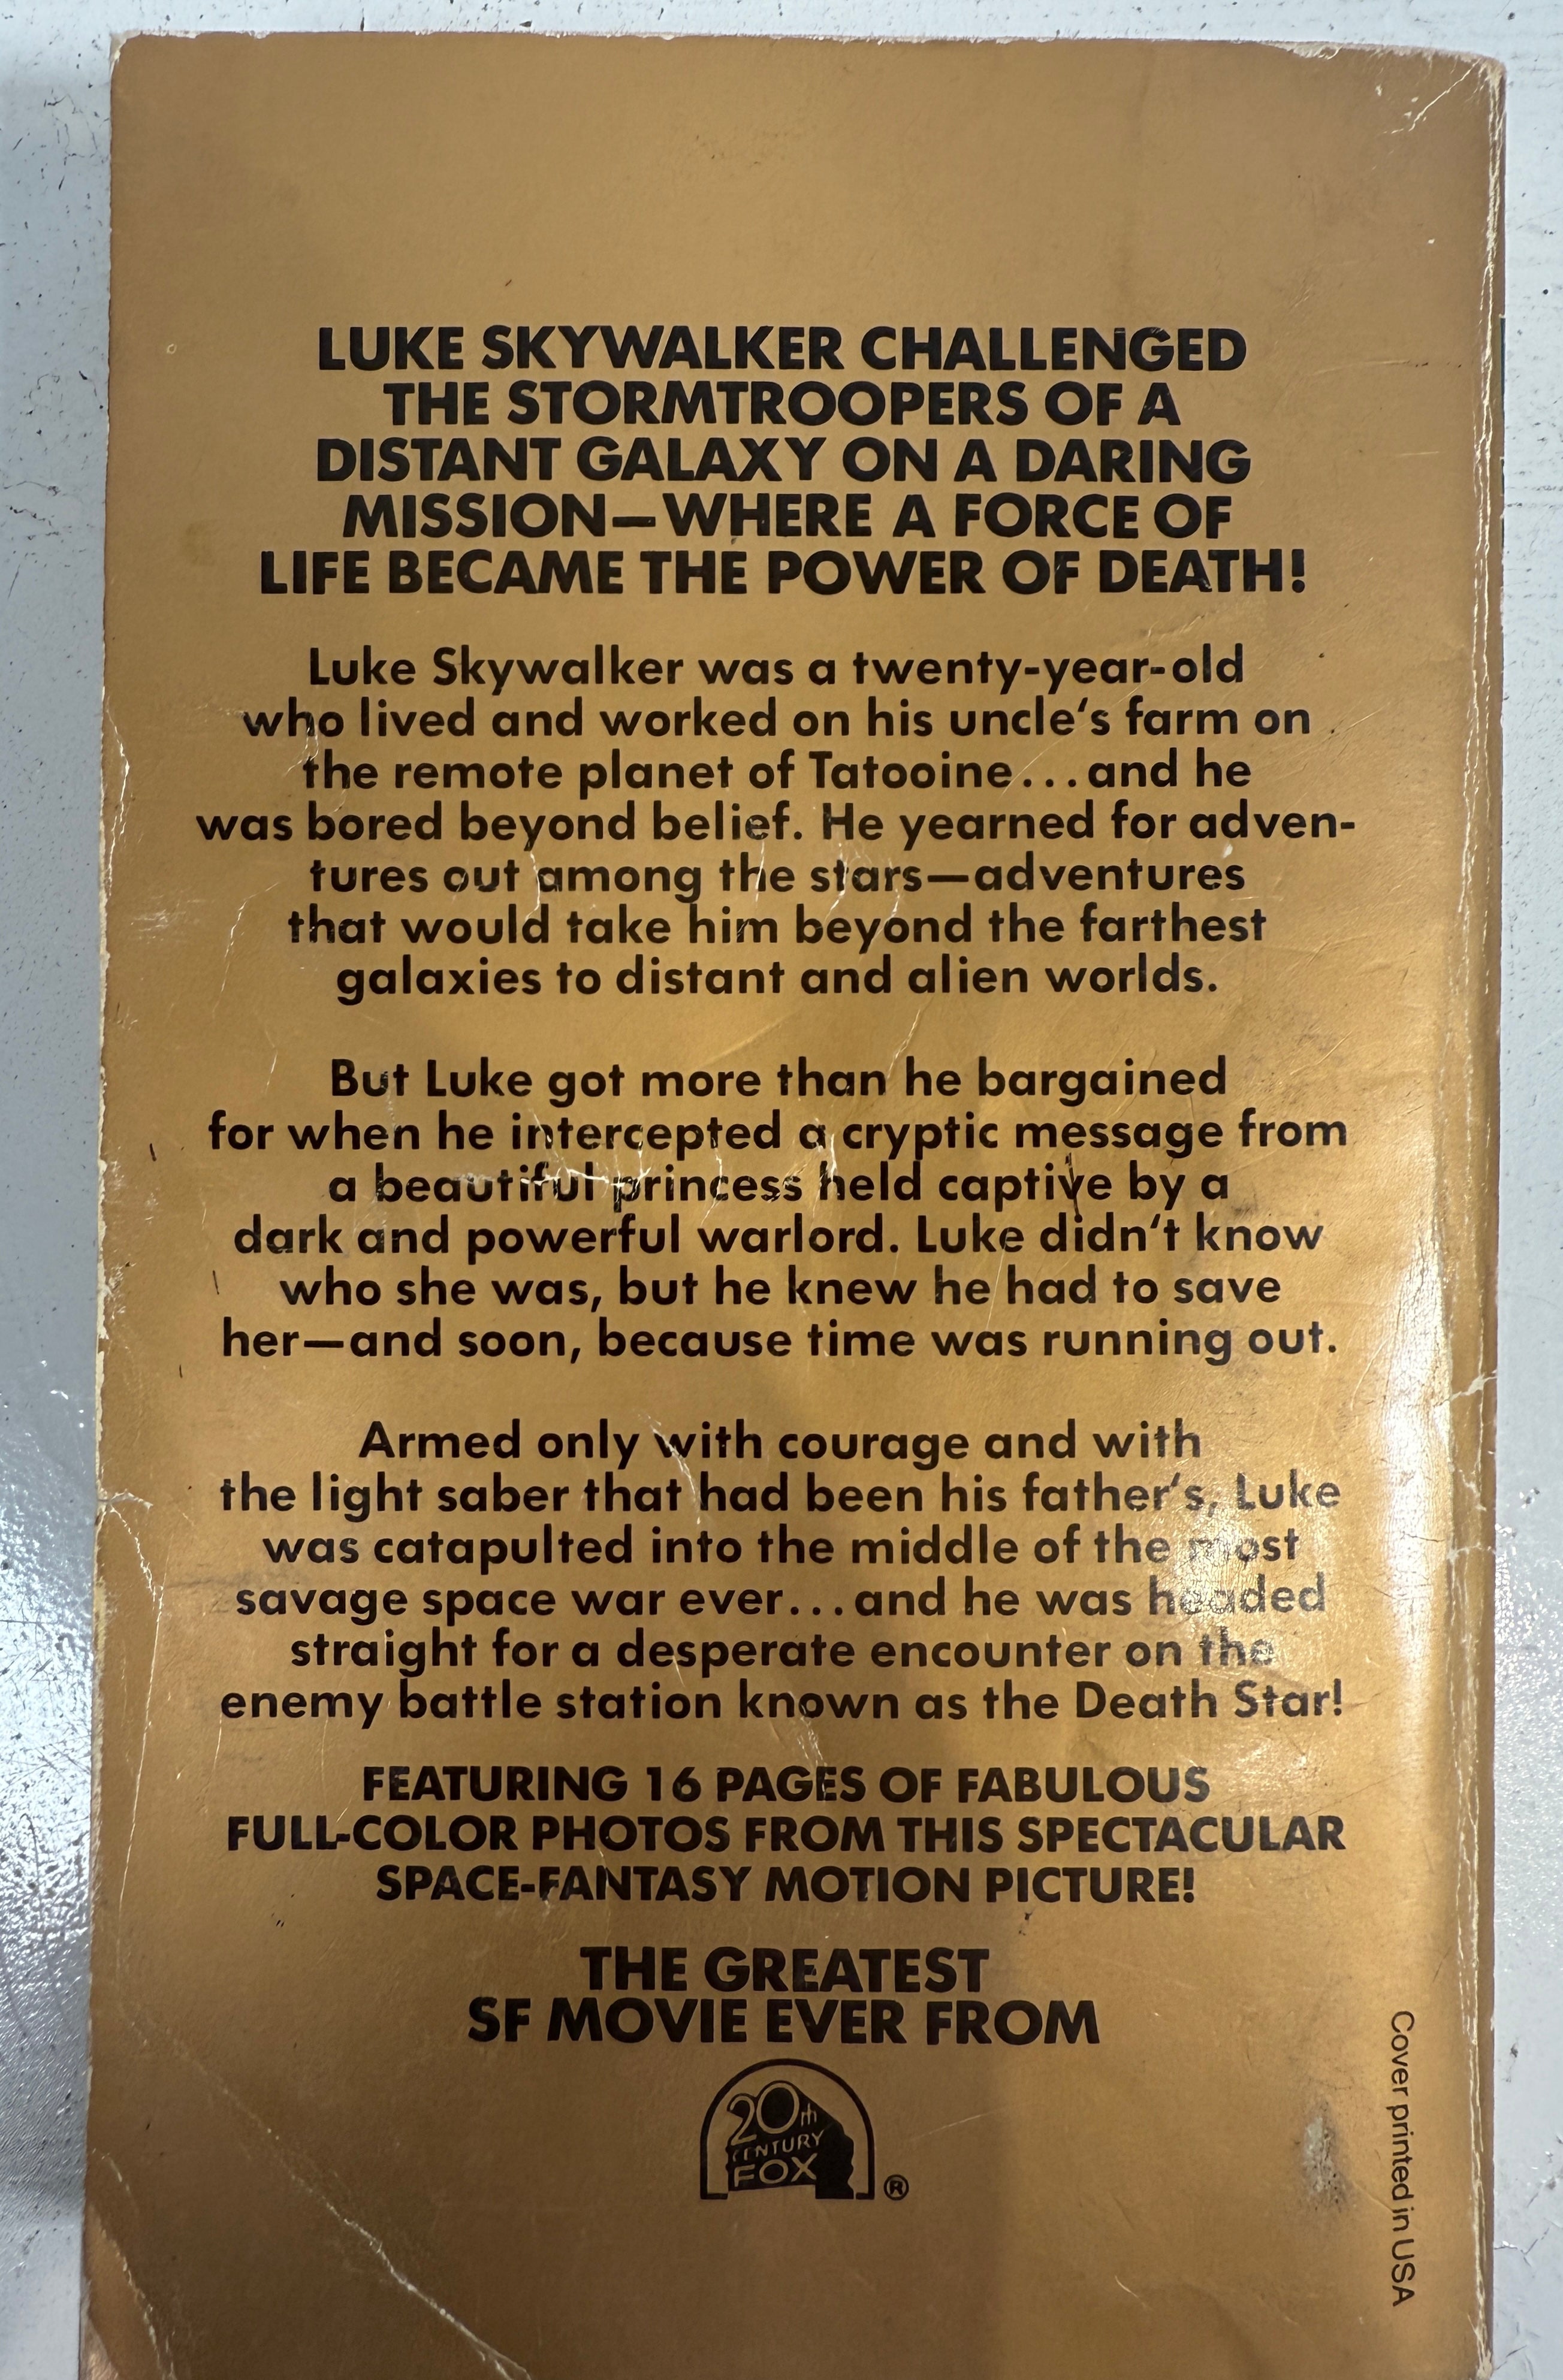 LUKE SKYWALKER CHALLENGED
THE STORMTROOPERS OF A
DISTANT GALAXY ON A DARING
MISSION—WHERE A FORCE OF
LIFE BECAME THE POWER OF DEATH!
Luke Skywalker was a twenty-year-old
who lived and worked on his uncle's farm on
the remote planet of Tatooine...and he
was bored beyond belief. He yearned for adven-
tures out among the stars—adventures
that would take him beyond the farthest
galaxies to distant and alien worlds.
But Luke got more than he bargained
for when he intercepted a cryptic message from
a beautiful princess held captive by a
dark and powerful warlord. Luke didn't know
who she was, but he knew he had to save
her—and soon, because time was running out.
Armed only with courage and with
the light saber that had been his father's, Luke
was catapulted into the middle of the most
savage space war ever...and he was headed
straight for a desperate encounter on the
enemy battle station known as the Death Star!
FEATURING 16 PAGES OF FABULOUS
FULL-COLOR PHOTOS FROM THIS SPECTACULAR
SPACE-FANTASY MOTION PICTURE!
THE GREATEST
SF MOVIE EVER FROM
20th
CENTURY
FOX ®
Cover printed in USA